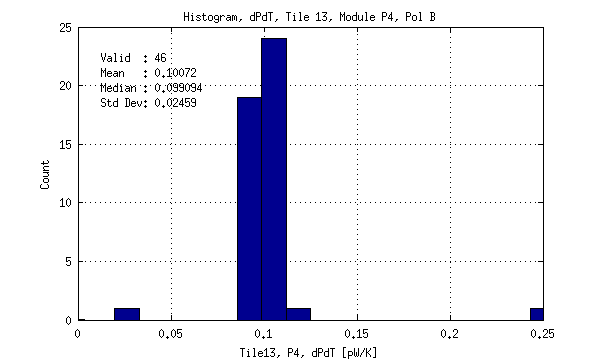 Histogram, dPdT, Tile 13, Module P4, Pol B
25
Valid : 46
Mean : 0.10072
Median : 0.099094
Std Dev: 0.02459
20
15
Count
10
5
0
0 0.05 0.1 0.15 0.2 0.25
Tile13, P4, dPdT [pW/K]